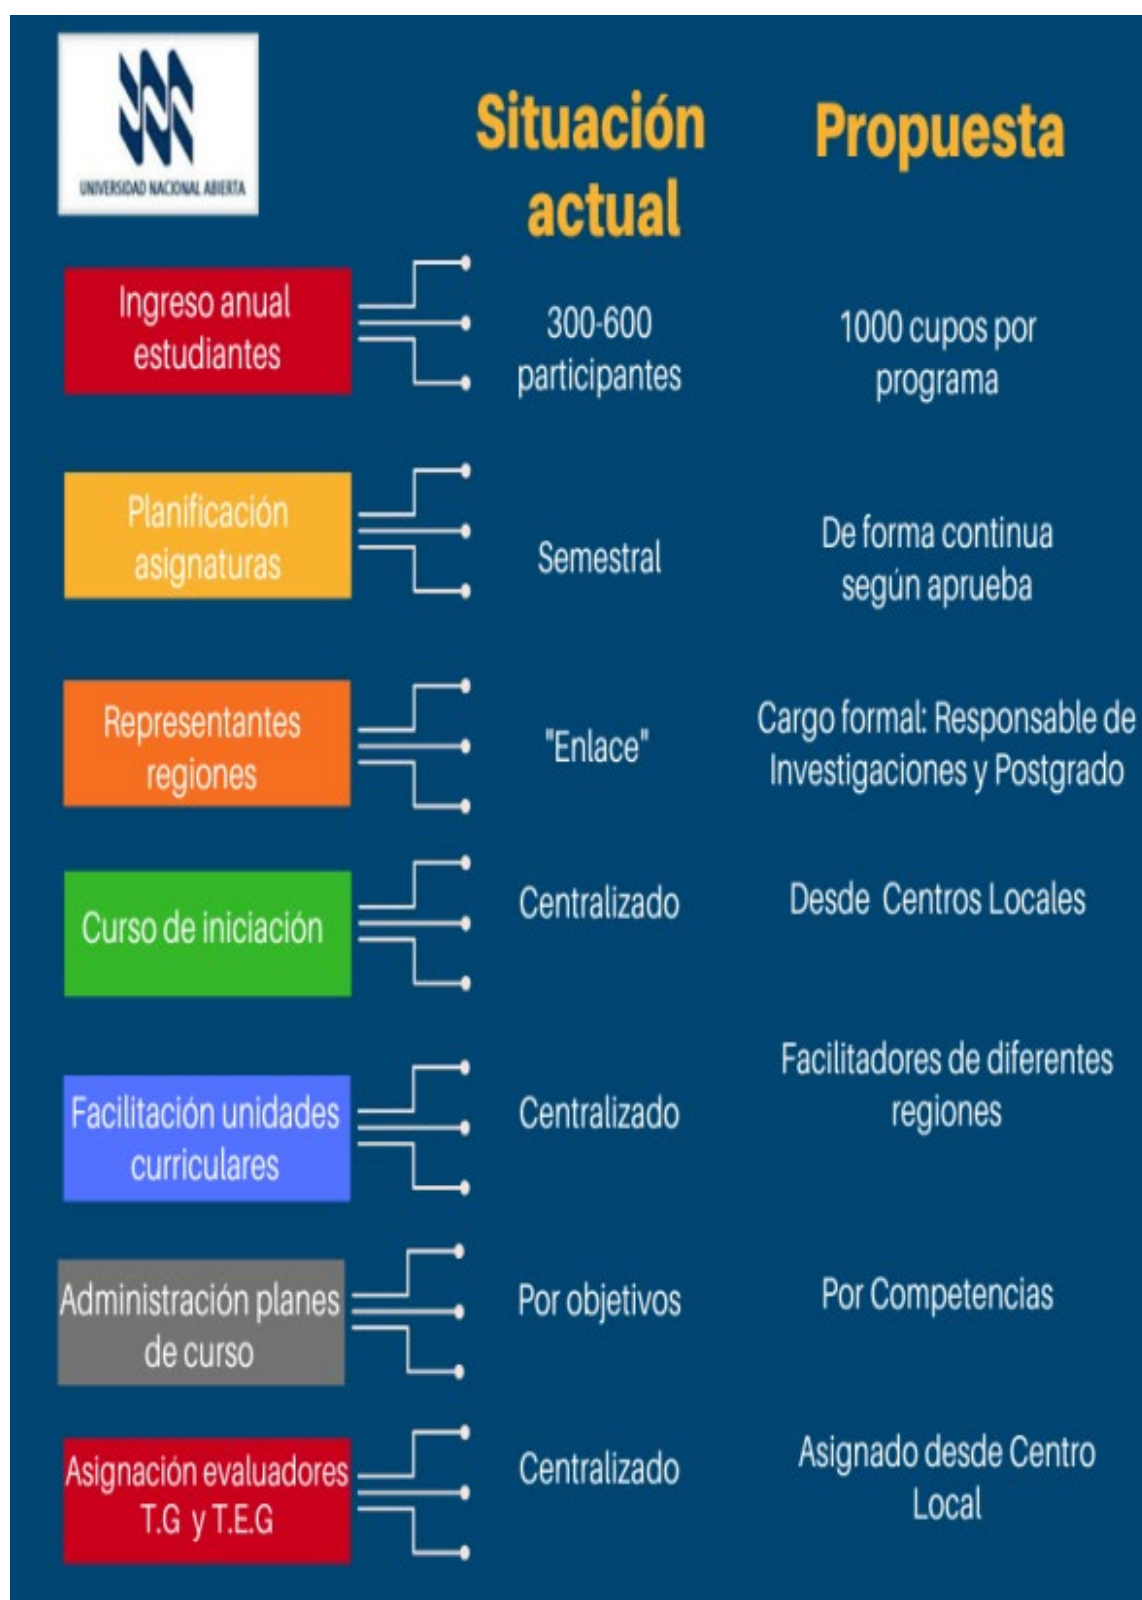 UNIVERSIDAD NACIONAL ABIERTA
Situación
actual
Propuesta
Ingreso anual
estudiantes
300-600
participantes
1000 cupos por
programa
Planificación
asignaturas
Semestral
De forma continua
según aprueba
Representantes
regiones
"Enlace"
Cargo formal: Responsable de
Investigaciones y Postgrado
Curso de iniciación
Centralizado
Desde Centros Locales
Facilitación unidades
curriculares
Centralizado
Facilitadores de diferentes
regiones
Administración planes
de curso
Por objetivos
Por Competencias
Asignación evaluadores
T.G y T.E.G
Centralizado
Asignado desde Centro
Local